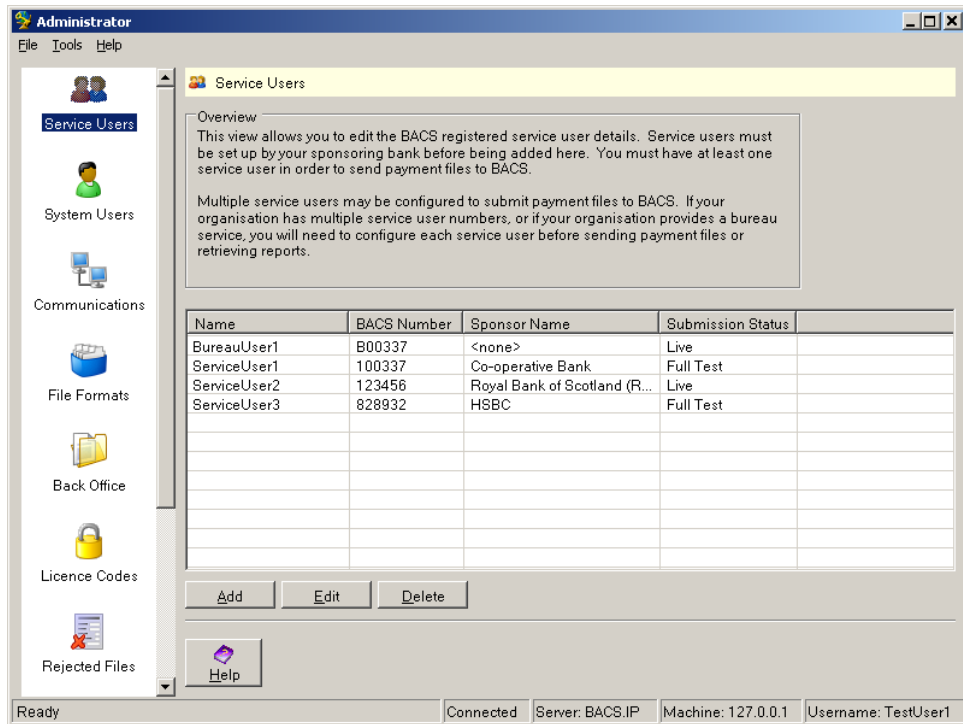 Administrator
File Tools Help
Service Users
System Users
Communications
File Formats
Back Office
Licence Codes
Rejected Files
Service Users
Overview
This view allows you to edit the BACS registered service user details. Service users must
be set up by your sponsoring bank before being added here. You must have at least one
service user in order to send payment files to BACS.
Multiple service users may be configured to submit payment files to BACS. If your
organisation has multiple service user numbers, or if your organisation provides a bureau
service, you will need to configure each service user before sending payment files or
retrieving reports.
Name BACS Number Sponsor Name Submission Status
BureauUser1 B00337 <none> Live
ServiceUser1 100337 Co-operative Bank Full Test
ServiceUser2 123456 Royal Bank of Scotland (R... Live
ServiceUser3 828932 HSBC Full Test
Add Edit Delete
Help
Ready Connected Server: BACS.IP Machine: 127.0.0.1 Username: TestUser1